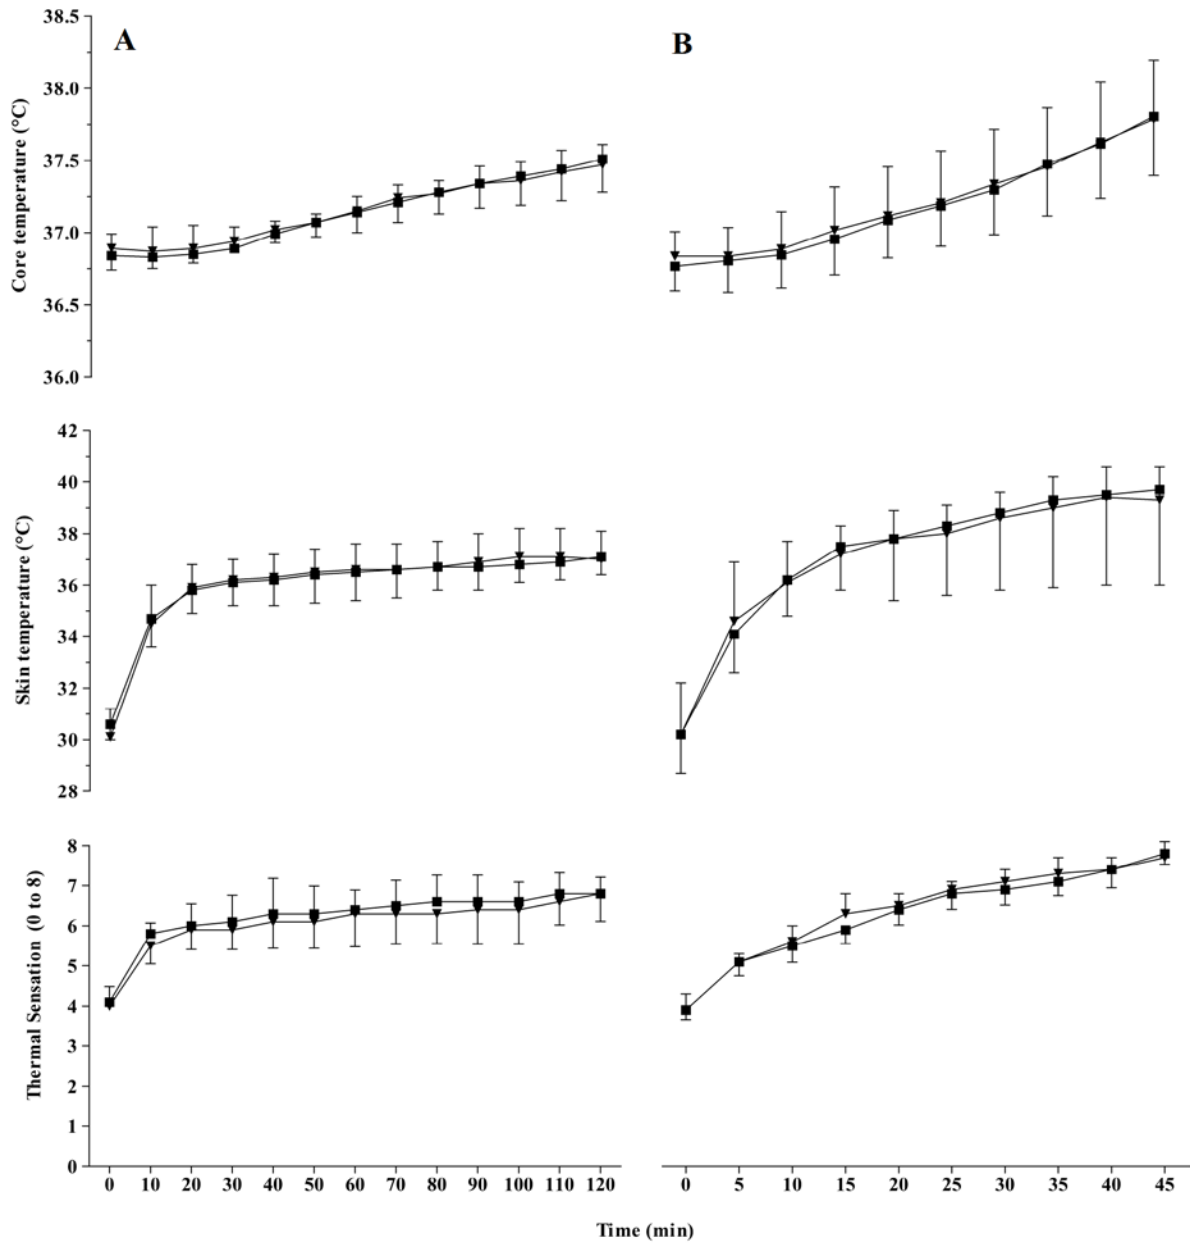 A
B
Core temperature (°C)
38.5
38.0
37.5
37.0
36.5
36.0
Skin temperature (°C)
42
40
38
36
34
32
30
28
Thermal Sensation (0 to 8)
8
7
6
5
4
3
2
1
0
0 10 20 30 40 50 60 70 80 90 100 110 120
0 5 10 15 20 25 30 35 40 45
Time (min)